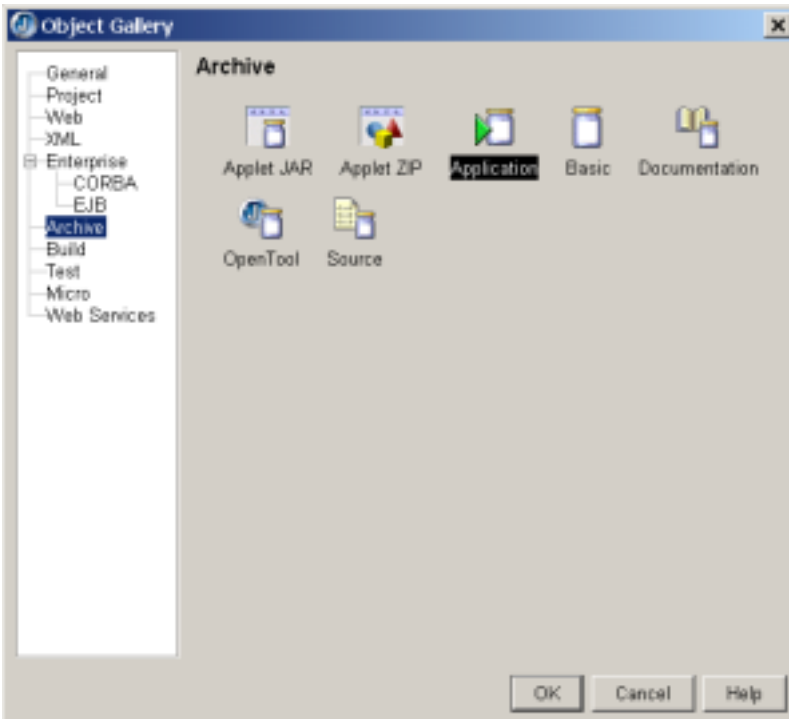 Object Gallery
General
Project
Web
XML
Enterprise
CORBA
EJB
Archive
Build
Test
Micro
Web Services
Archive
Applet JAR Applet ZIP Application Basic Documentation
OpenTool Source
OK Cancel Help